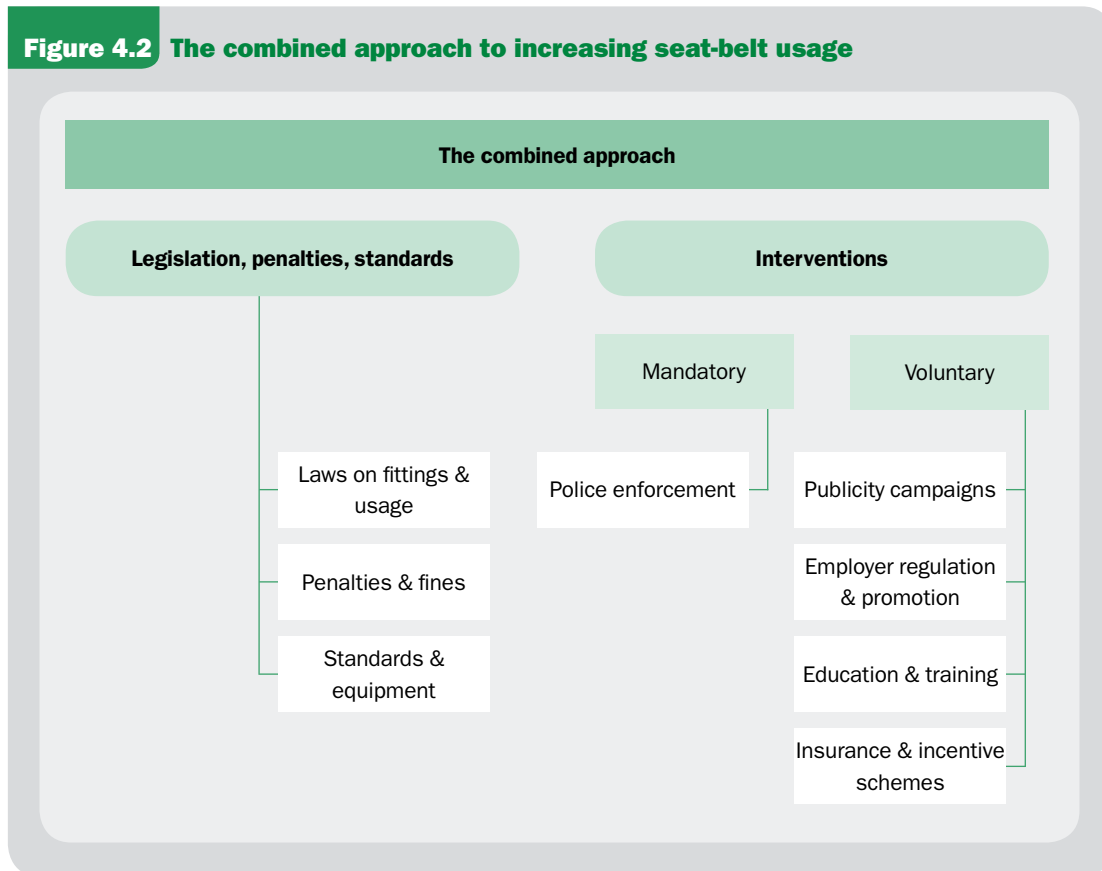 Figure 4.2 The combined approach to increasing seat-belt usage
The combined approach
Legislation, penalties, standards
Interventions
Mandatory
Voluntary
Laws on fittings &
usage
Penalties & fines
Standards &
equipment
Police enforcement
Publicity campaigns
Employer regulation
& promotion
Education & training
Insurance & incentive
schemes